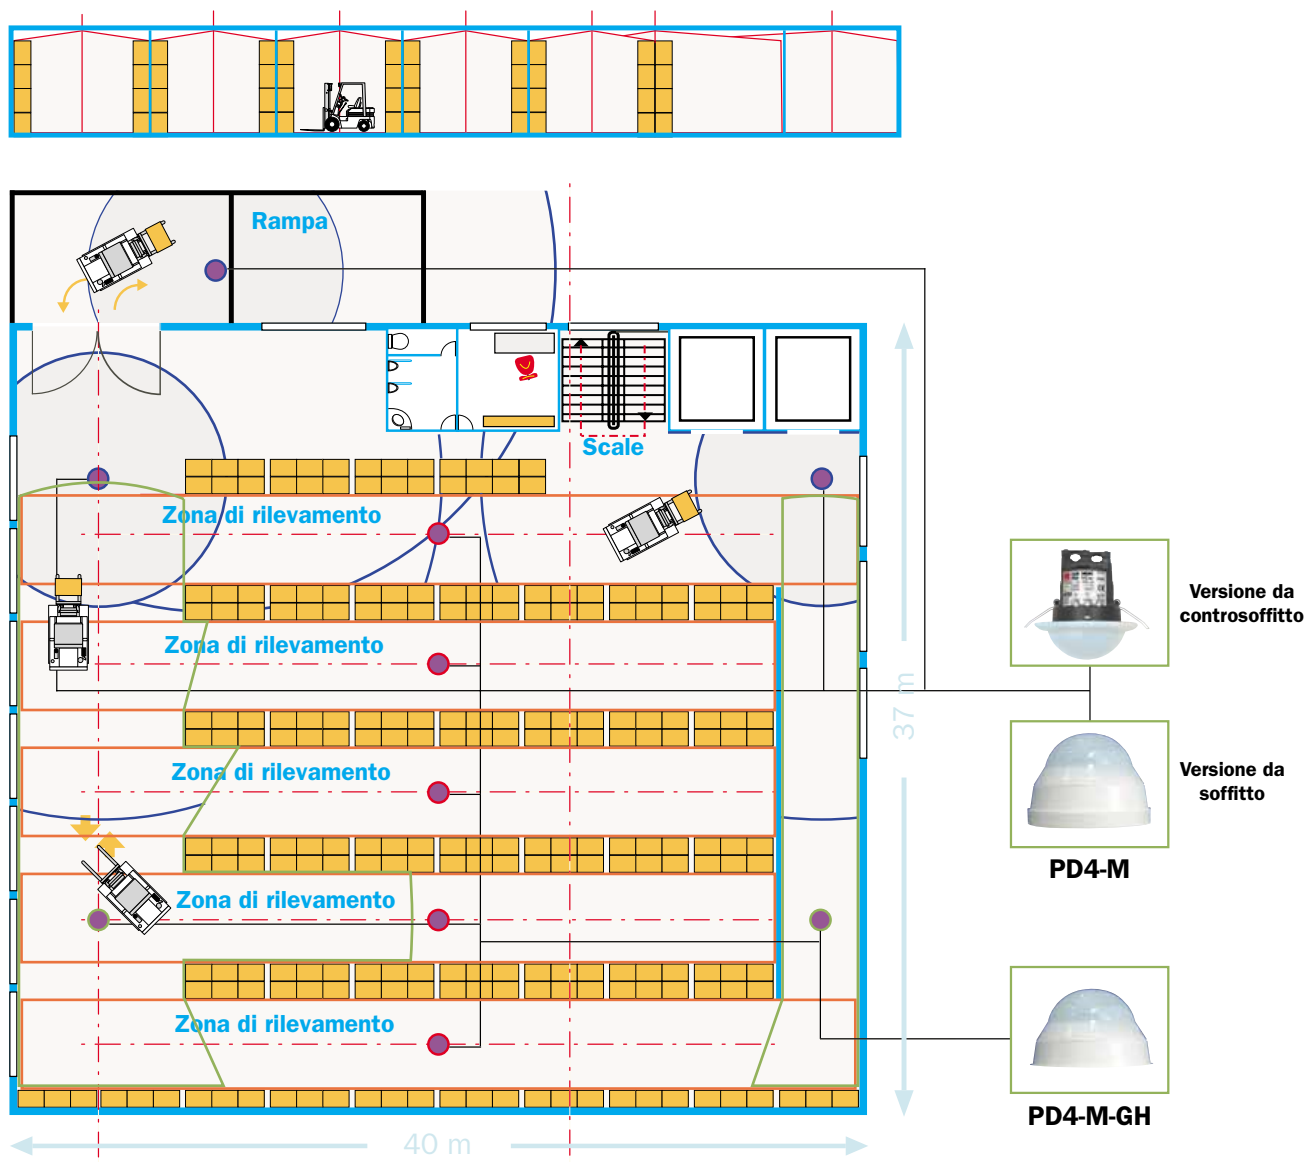 Rampa
Scale
Zona di rilevamento
Zona di rilevamento
Zona di rilevamento
Zona di rilevamento
Zona di rilevamento
37 m
40 m
Versione da
controsoffitto
Versione da
soffitto
PD4-M
PD4-M-GH